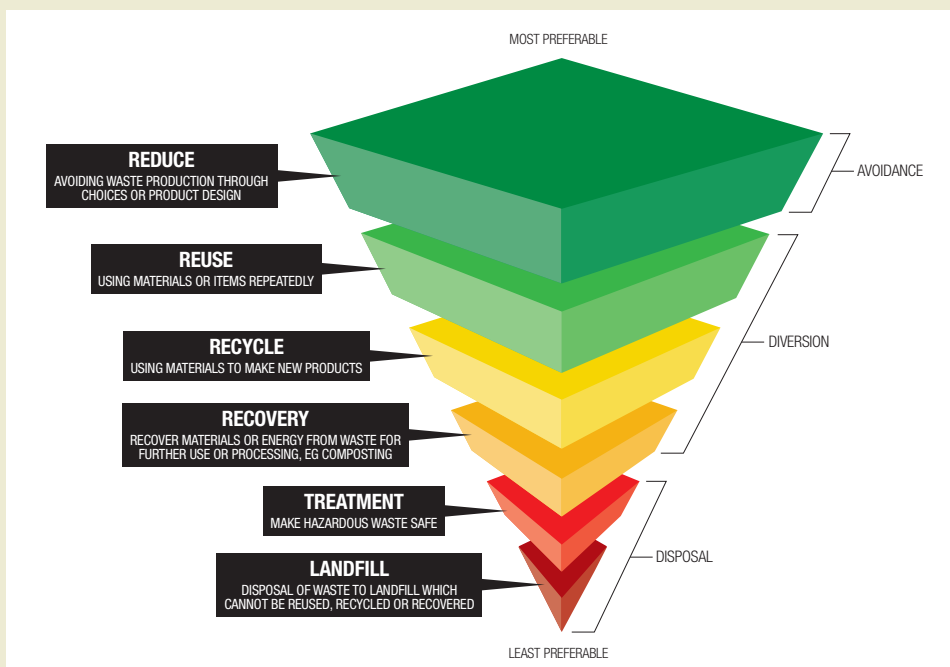 MOST PREFERABLE
REDUCE
AVOIDING WASTE PRODUCTION THROUGH
CHOICES OR PRODUCT DESIGN
AVOIDANCE
REUSE
USING MATERIALS OR ITEMS REPEATEDLY
RECYCLE
USING MATERIALS TO MAKE NEW PRODUCTS
DIVERSION
RECOVERY
RECOVER MATERIALS OR ENERGY FROM WASTE FOR
FURTHER USE OR PROCESSING, EG COMPOSTING
TREATMENT
MAKE HAZARDOUS WASTE SAFE
DISPOSAL
LANDFILL
DISPOSAL OF WASTE TO LANDFILL WHICH
CANNOT BE REUSED, RECYCLED OR RECOVERED
LEAST PREFERABLE